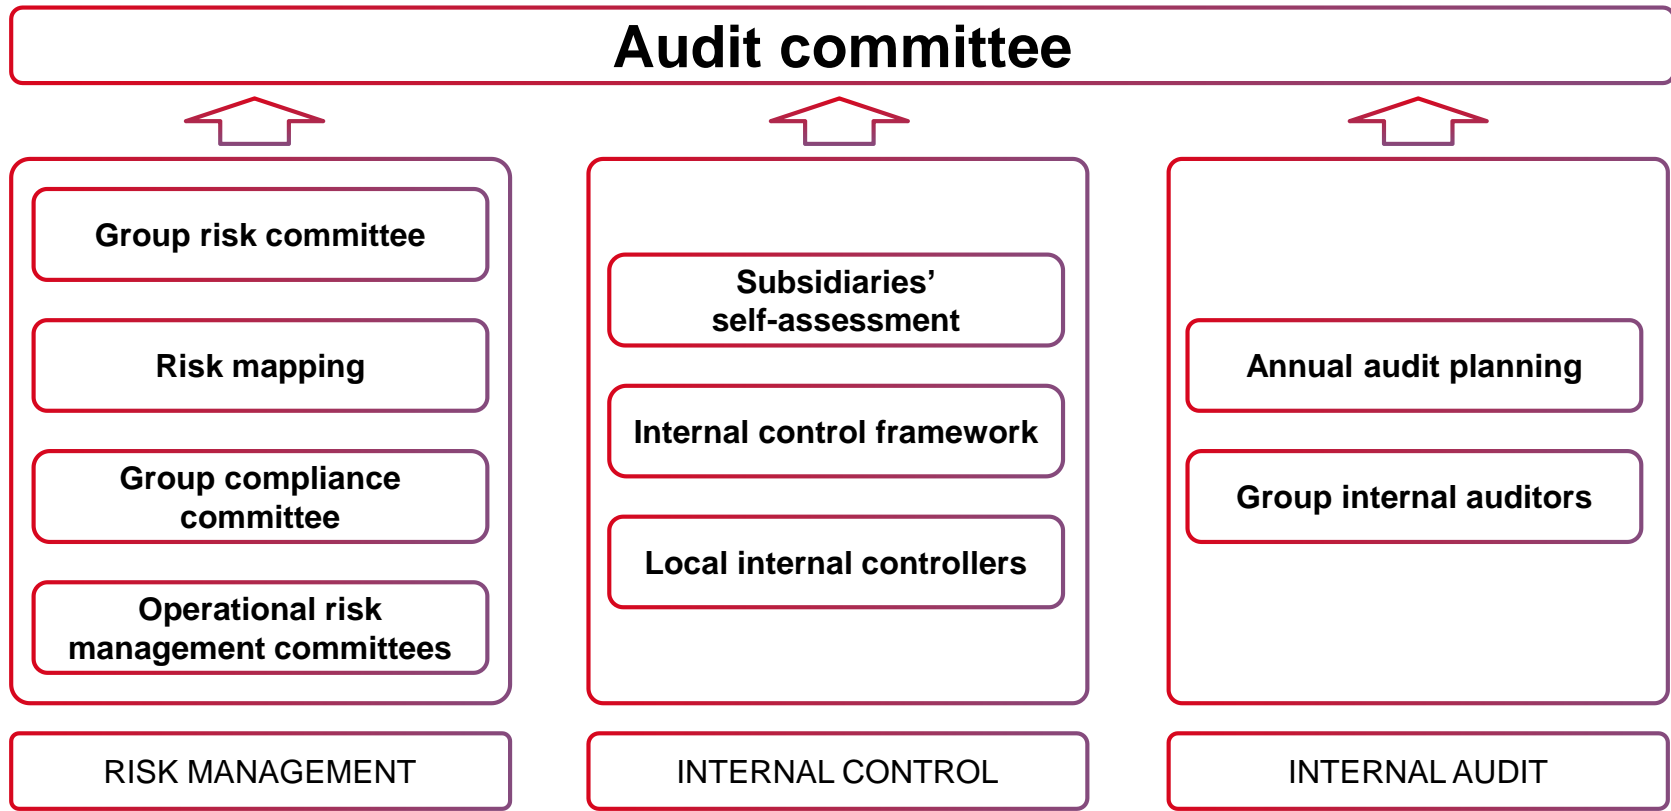 Audit committee
Group risk committee
Risk mapping
Group compliance
committee
Operational risk
management committees
RISK MANAGEMENT
Subsidiaries’
self-assessment
Internal control framework
Local internal controllers
INTERNAL CONTROL
Annual audit planning
Group internal auditors
INTERNAL AUDIT